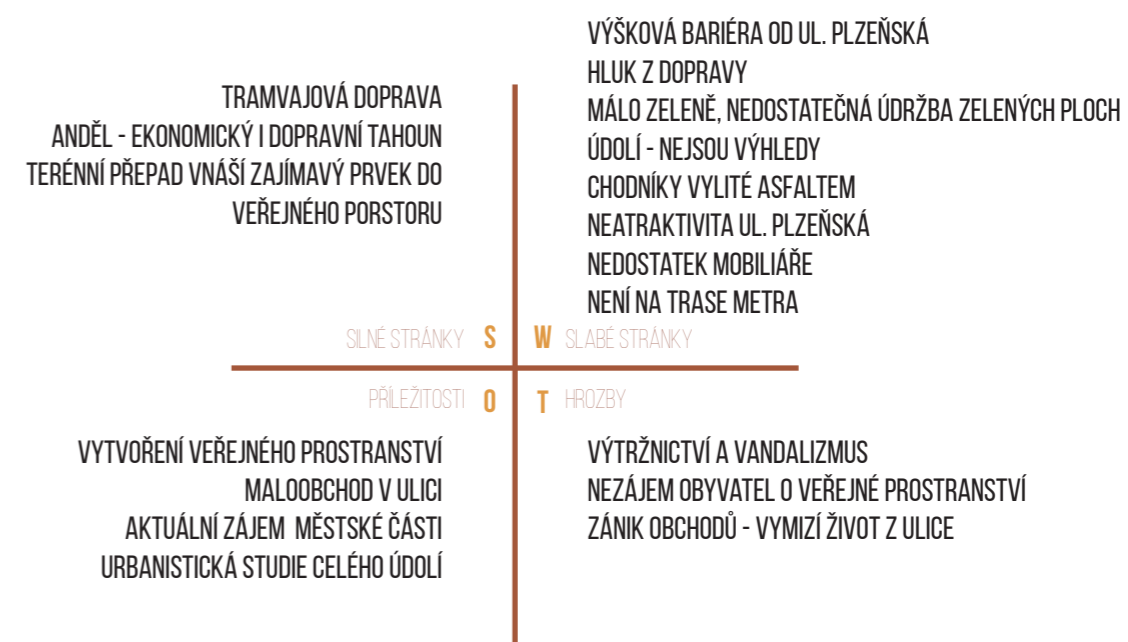 TRAMVAJOVÁ DOPRAVA
ANDĚL - EKONOMICKÝ I DOPRAVNÍ TAHOUN
TERÉNNÍ PŘEPAD VNÁŠÍ ZAJÍMAVÝ PRVEK DO
VEŘEJNÉHO PORSTORU
SILNÉ STRÁNKY S
VÝŠKOVÁ BARIÉRA OD UL. PLZEŇSKÁ
HLUK Z DOPRAVY
MÁLO ZELENĚ, NEDOSTATEČNÁ ÚDRŽBA ZELENÝCH PLOCH
ÚDOLÍ - NEJSOU VÝHLEDY
CHODNÍKY VYLITÉ ASFALTEM
NEATRAKTIVITA UL. PLZEŇSKÁ
NEDOSTATEK MOBILIÁŘE
NENÍ NA TRASE METRA
W SLABÉ STRÁNKY
PŘÍLEŽITOSTI O
VYTVOŘENÍ VEŘEJNÉHO PROSTRANSTVÍ
MALOOBCHOD V ULICI
AKTUÁLNÍ ZÁJEM MĚSTSKÉ ČÁSTI
URBANISTICKÁ STUDIE CELÉHO ÚDOLÍ
T HROZBY
VÝTRŽNICTVÍ A VANDALIZMUS
NEZÁJEM OBYVATEL O VEŘEJNÉ PROSTRANSTVÍ
ZÁNIK OBCHODŮ - VYMIZÍ ŽIVOT Z ULICE